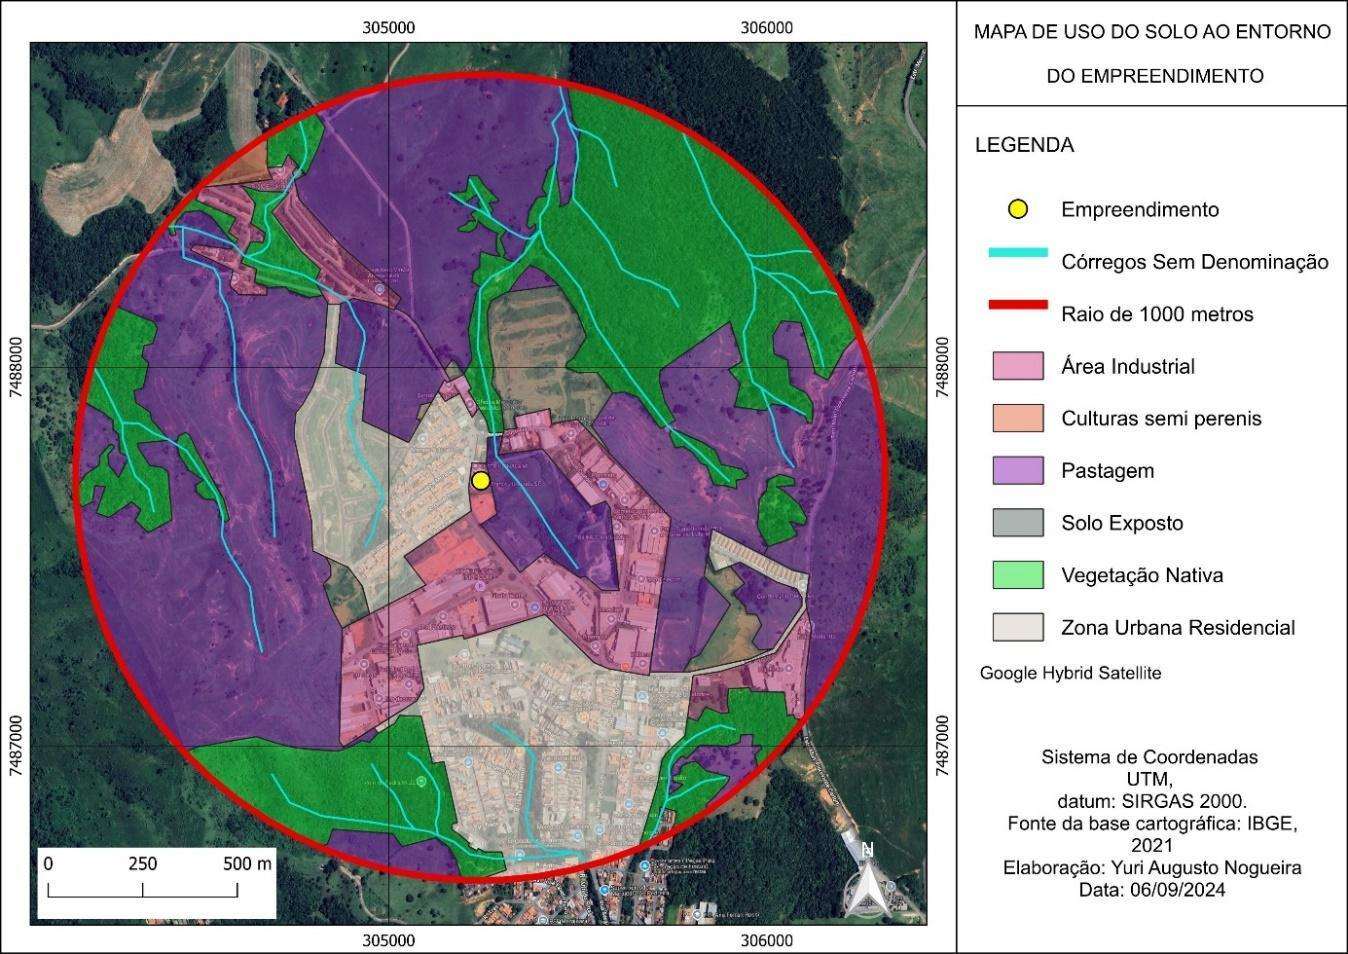 MAPA DE USO DO SOLO AO ENTORNO
DO EMPREENDIMENTO
LEGENDA
Empreendimento
Córregos Sem Denominação
Raio de 1000 metros
Área Industrial
Culturas semi perenis
Pastagem
Solo Exposto
Vegetação Nativa
Zona Urbana Residencial
Google Hybrid Satellite
Sistema de Coordenadas
UTM,
datum: SIRGAS 2000.
Fonte da base cartográfica: IBGE,
2021
Elaboração: Yuri Augusto Nogueira
Data: 06/09/2024
305000
306000
7488000
7488000
7487000
7487000
0 250 500 m
N
305000
306000